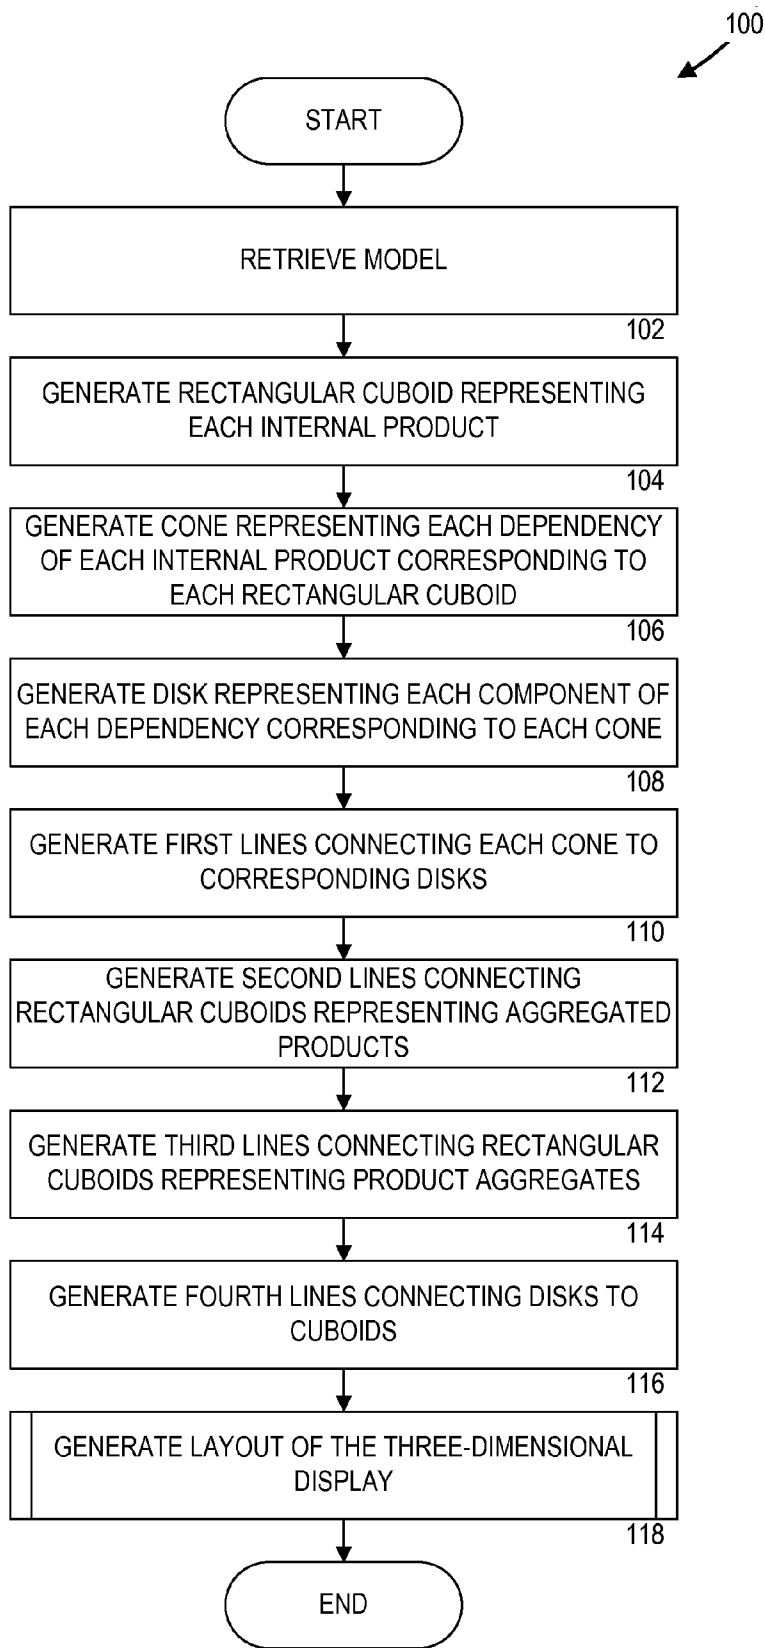 100
START
RETRIEVE MODEL
102
GENERATE RECTANGULAR CUBOID REPRESENTING
EACH INTERNAL PRODUCT
104
GENERATE CONE REPRESENTING EACH DEPENDENCY
OF EACH INTERNAL PRODUCT CORRESPONDING TO
EACH RECTANGULAR CUBOID
106
GENERATE DISK REPRESENTING EACH COMPONENT OF
EACH DEPENDENCY CORRESPONDING TO EACH CONE
108
GENERATE FIRST LINES CONNECTING EACH CONE TO
CORRESPONDING DISKS
110
GENERATE SECOND LINES CONNECTING
RECTANGULAR CUBOIDS REPRESENTING AGGREGATED
PRODUCTS
112
GENERATE THIRD LINES CONNECTING RECTANGULAR
CUBOIDS REPRESENTING PRODUCT AGGREGATES
114
GENERATE FOURTH LINES CONNECTING DISKS TO
CUBOIDS
116
GENERATE LAYOUT OF THE THREE-DIMENSIONAL
DISPLAY
118
END